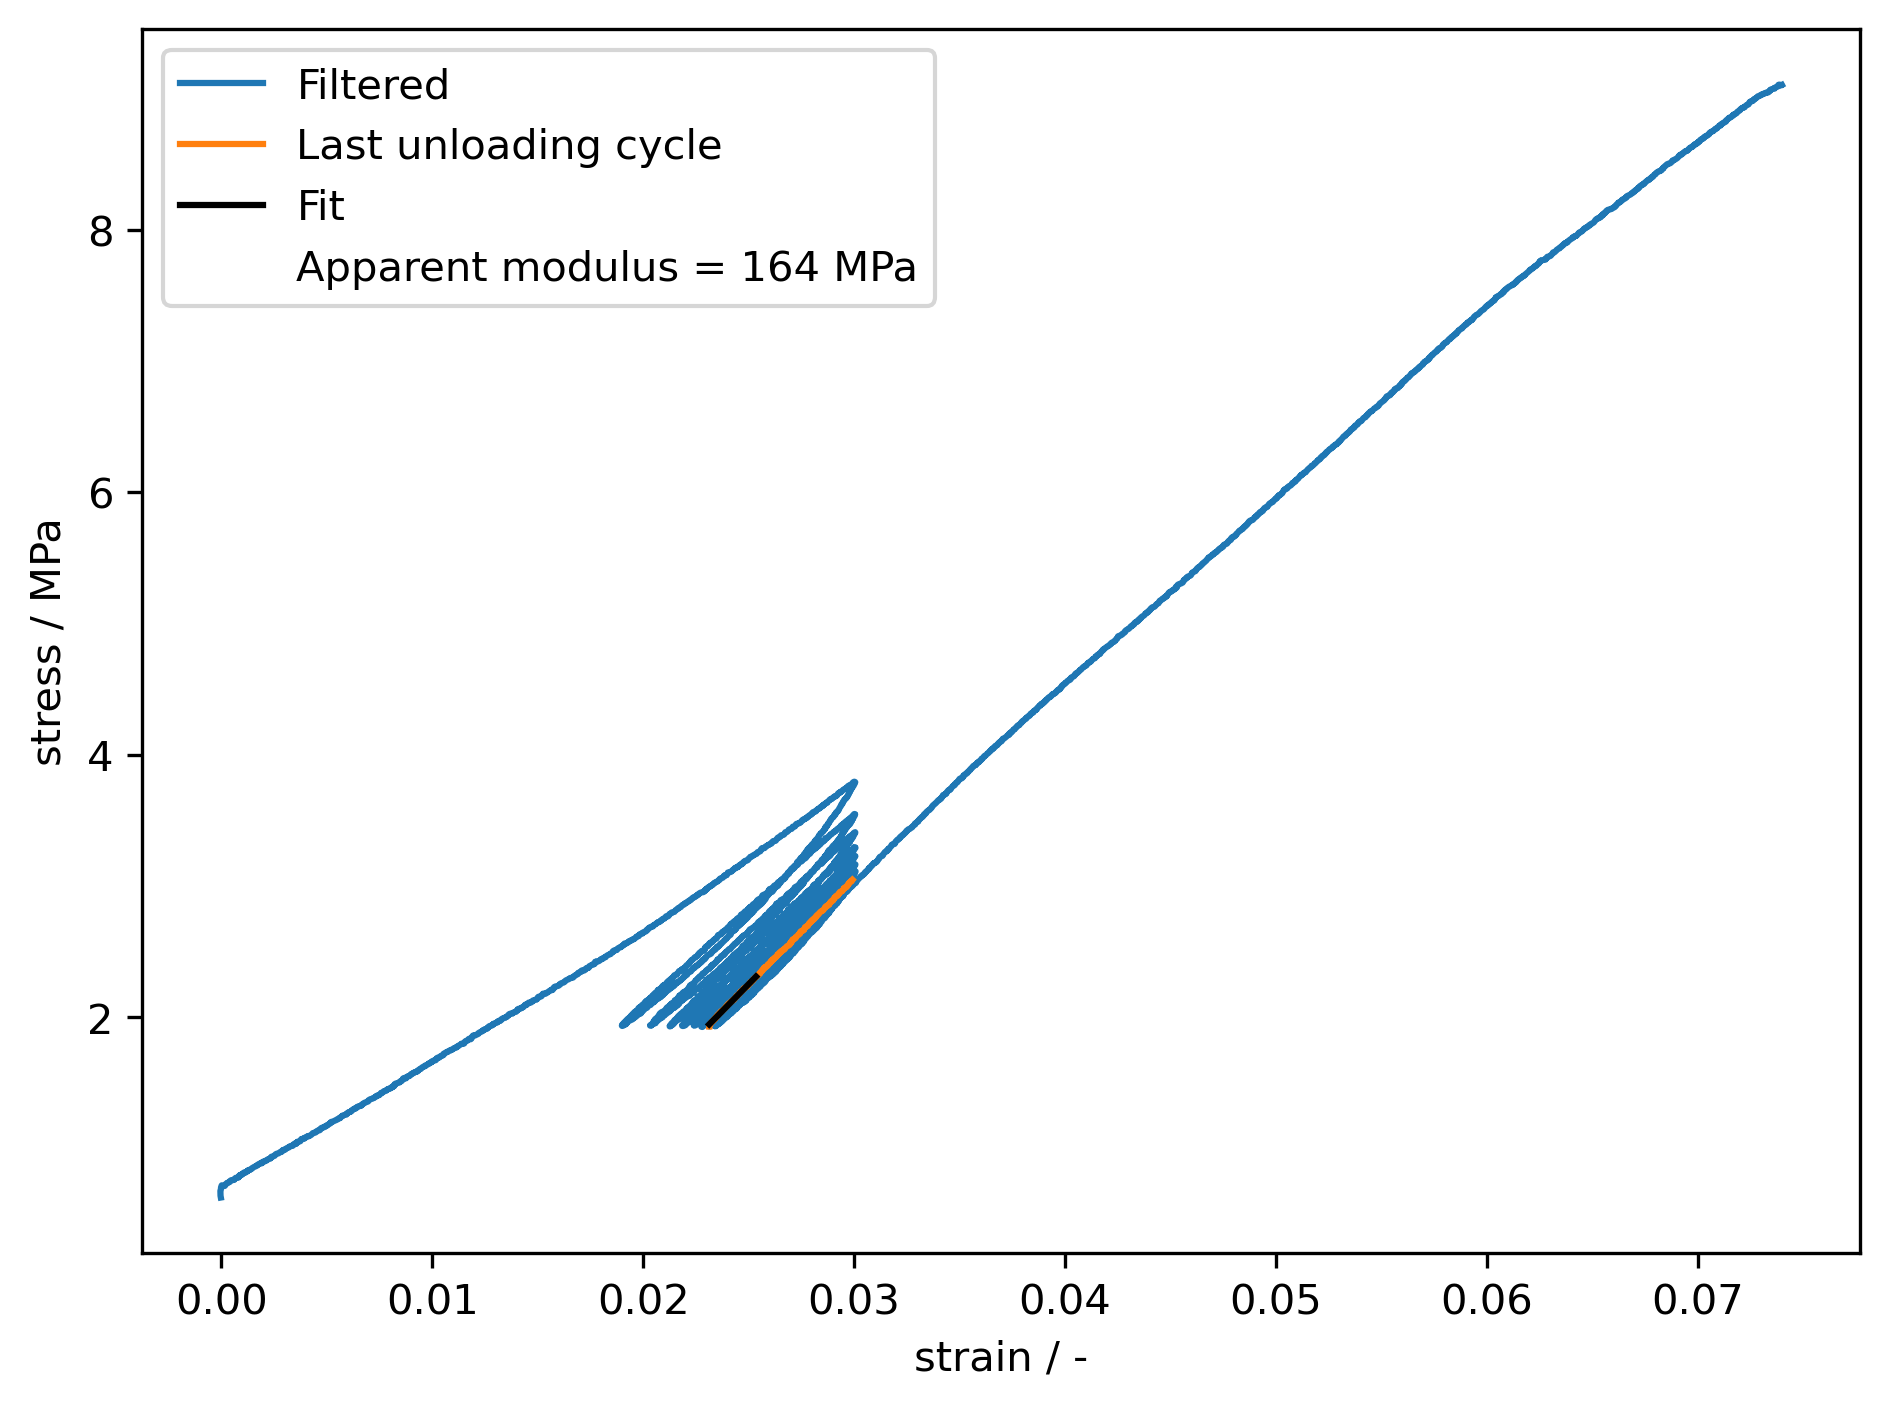 Filtered
Last unloading cycle
Fit
Apparent modulus = 164 MPa
stress / MPa
8
6
4
2
0.00 0.01 0.02 0.03 0.04 0.05 0.06 0.07
strain / -